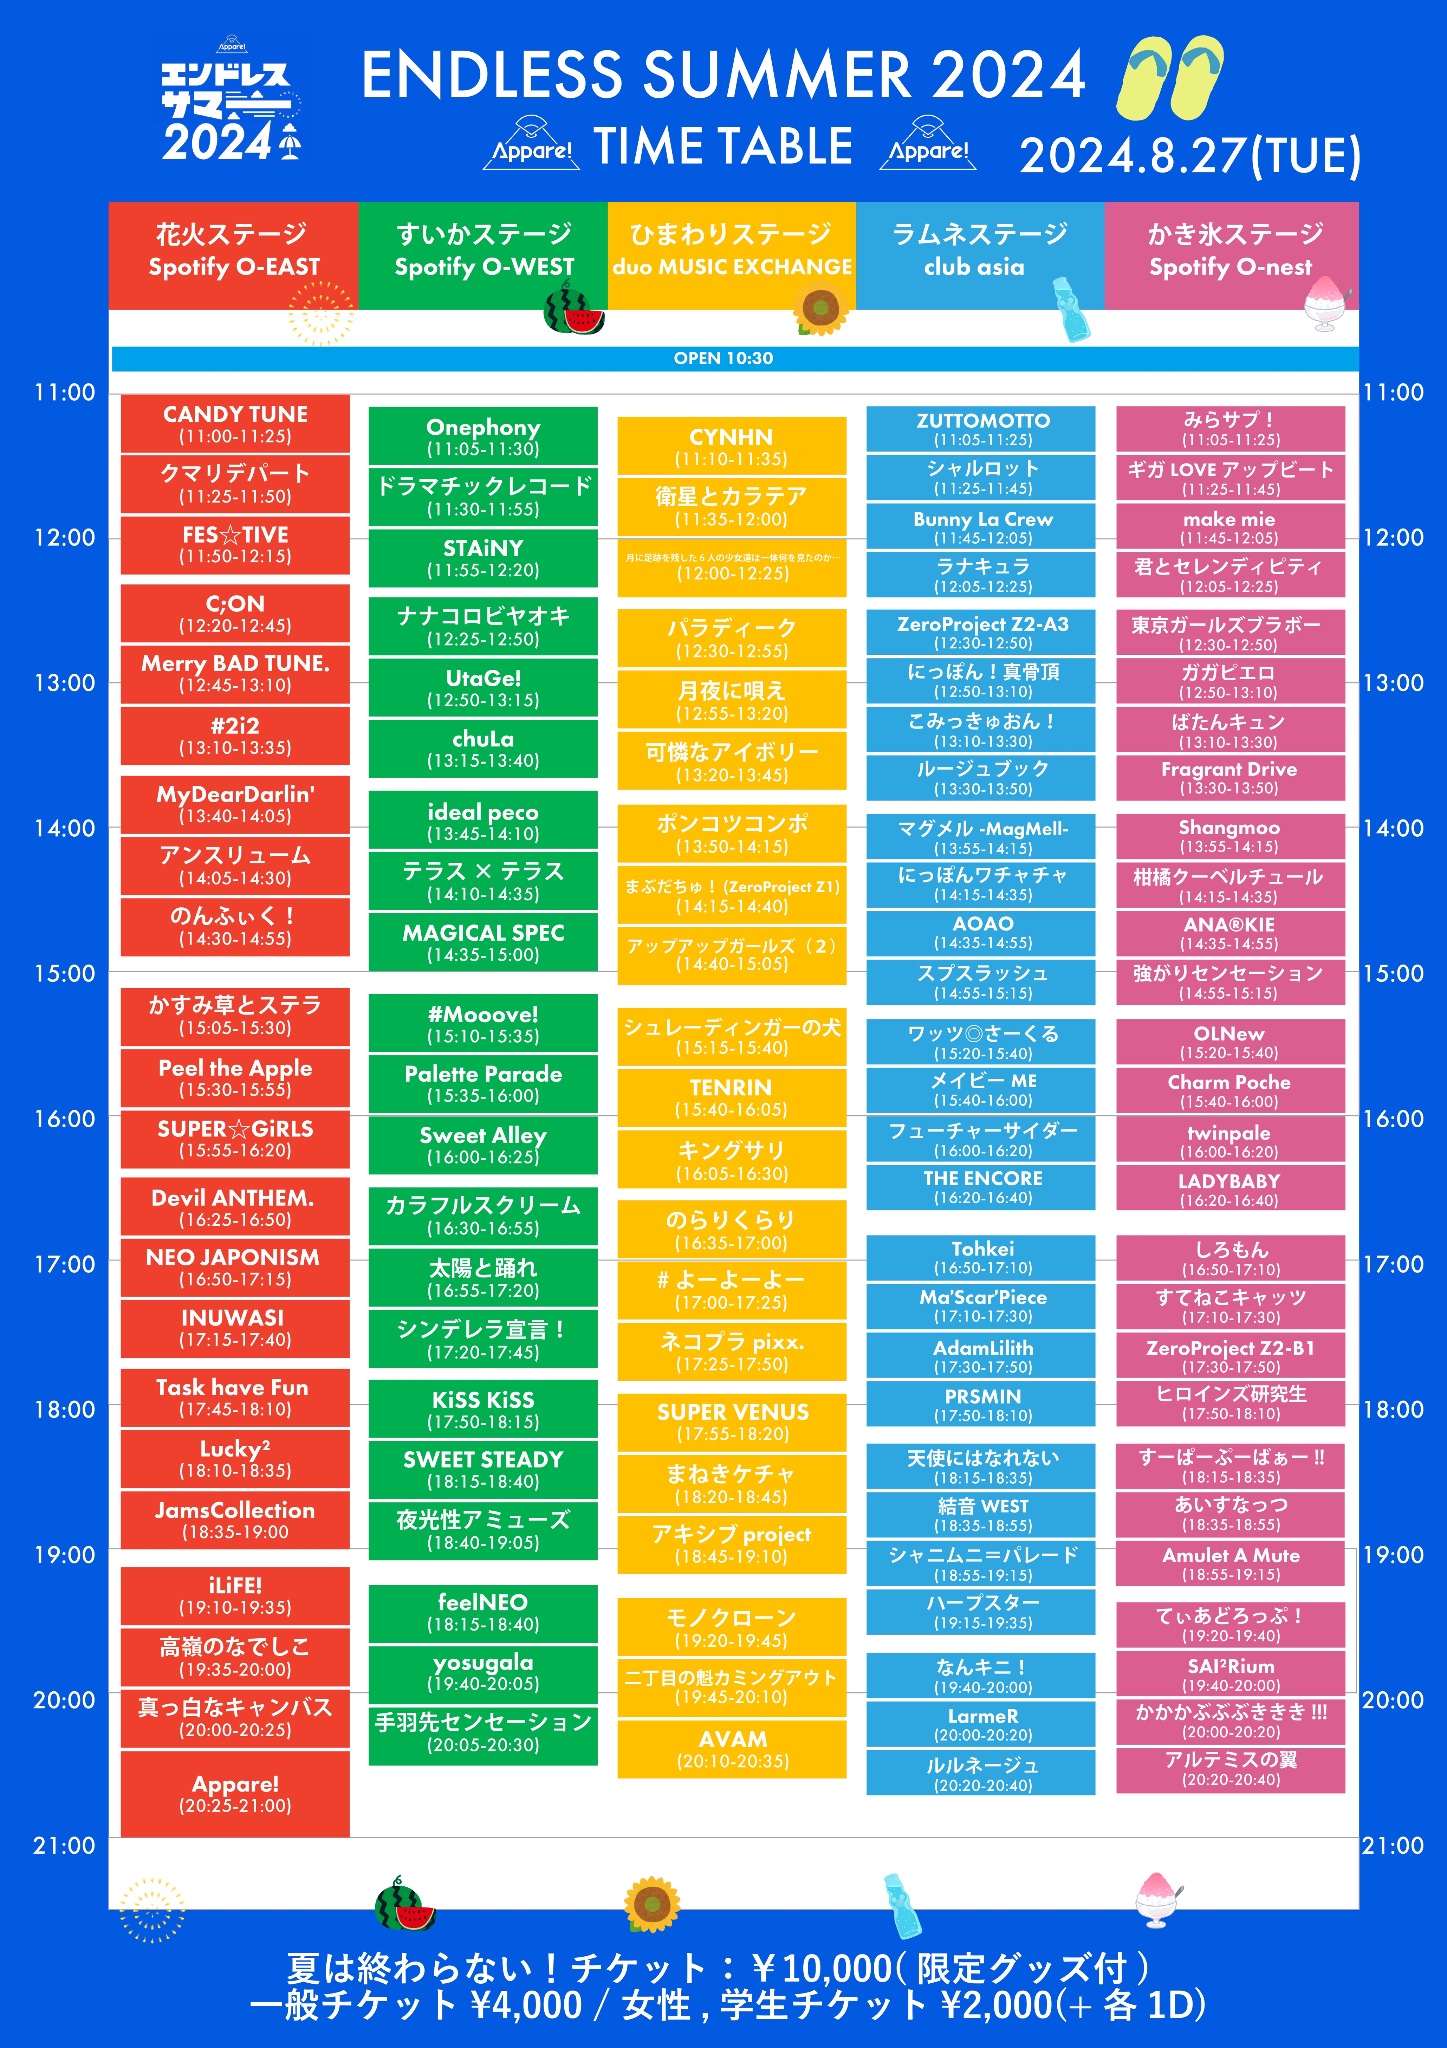 Appare!
エンドレス
サマー
2024
ENDLESS SUMMER 2024
Appare! TIME TABLE Appare!
2024.8.27(TUE)
花火ステージ
Spotify O-EAST
すいかステージ
Spotify O-WEST
ひまわりステージ
duo MUSIC EXCHANGE
ラムネステージ
club asia
かき氷ステージ
Spotify O-nest
OPEN 10:30
11:00
12:00
13:00
14:00
15:00
16:00
17:00
18:00
19:00
20:00
21:00
CANDY TUNE
(11:00-11:25)
クマリデパート
(11:25-11:50)
FES☆TIVE
(11:50-12:15)
C;ON
(12:20-12:45)
Merry BAD TUNE.
(12:45-13:10)
#2i2
(13:10-13:35)
MyDearDarlin'
(13:40-14:05)
アンスリューム
(14:05-14:30)
のんふぃく！
(14:30-14:55)
かすみ草とステラ
(15:05-15:30)
Peel the Apple
(15:30-15:55)
SUPER☆GiRLS
(15:55-16:20)
Devil ANTHEM.
(16:25-16:50)
NEO JAPONISM
(16:50-17:15)
INUWASI
(17:15-17:40)
Task have Fun
(17:45-18:10)
Lucky²
(18:10-18:35)
JamsCollection
(18:35-19:00
iLiFE!
(19:10-19:35)
高嶺のなでしこ
(19:35-20:00)
真っ白なキャンバス
(20:00-20:25)
Appare!
(20:25-21:00)
Onephony
(11:05-11:30)
ドラマチックレコード
(11:30-11:55)
STAiNY
(11:55-12:20)
ナナコロビヤオキ
(12:25-12:50)
UtaGe!
(12:50-13:15)
chuLa
(13:15-13:40)
ideal peco
(13:45-14:10)
テラス × テラス
(14:10-14:35)
MAGICAL SPEC
(14:35-15:00)
#Mooove!
(15:10-15:35)
Palette Parade
(15:35-16:00)
Sweet Alley
(16:00-16:25)
カラフルスクリーム
(16:30-16:55)
太陽と踊れ
(16:55-17:20)
シンデレラ宣言！
(17:20-17:45)
KiSS KiSS
(17:50-18:15)
SWEET STEADY
(18:15-18:40)
夜光性アミューズ
(18:40-19:05)
feelNEO
(18:15-18:40)
yosugala
(19:40-20:05)
手羽先センセーション
(20:05-20:30)
CYNHN
(11:10-11:35)
衛星とカラテア
(11:35-12:00)
月に足跡を残した６人の少女達は一体何を見たのか…
(12:00-12:25)
パラディーク
(12:30-12:55)
月夜に唄え
(12:55-13:20)
可憐なアイボリー
(13:20-13:45)
ポンコツコンポ
(13:50-14:15)
まぶだちゅ！(ZeroProject Z1)
(14:15-14:40)
アップアップガールズ（２）
(14:40-15:05)
シュレーディンガーの犬
(15:15-15:40)
TENRIN
(15:40-16:05)
キングサリ
(16:05-16:30)
のらりくらり
(16:35-17:00)
# よーよーよー
(17:00-17:25)
ネコプラ pixx.
(17:25-17:50)
SUPER VENUS
(17:55-18:20)
まねきケチャ
(18:20-18:45)
アキシブ project
(18:45-19:10)
モノクローン
(19:20-19:45)
二丁目の魁カミングアウト
(19:45-20:10)
AVAM
(20:10-20:35)
ZUTTOMOTTO
(11:05-11:25)
シャルロット
(11:25-11:45)
Bunny La Crew
(11:45-12:05)
ラナキュラ
(12:05-12:25)
ZeroProject Z2-A3
(12:30-12:50)
にっぽん！真骨頂
(12:50-13:10)
こみっきゅおん！
(13:10-13:30)
ルージュブック
(13:30-13:50)
マグメル -MagMell-
(13:55-14:15)
にっぽんワチャチャ
(14:15-14:35)
AOAO
(14:35-14:55)
スプスラッシュ
(14:55-15:15)
ワッツ◎さーくる
(15:20-15:40)
メイビー ME
(15:40-16:00)
フューチャーサイダー
(16:00-16:20)
THE ENCORE
(16:20-16:40)
Tohkei
(16:50-17:10)
Ma'Scar'Piece
(17:10-17:30)
AdamLilith
(17:30-17:50)
PRSMIN
(17:50-18:10)
天使にはなれない
(18:15-18:35)
結音 WEST
(18:35-18:55)
シャニムニ＝パレード
(18:55-19:15)
ハープスター
(19:15-19:35)
なんキニ！
(19:40-20:00)
LarmeR
(20:00-20:20)
ルルネージュ
(20:20-20:40)
みらサプ！
(11:05-11:25)
ギガ LOVE アップビート
(11:25-11:45)
make mie
(11:45-12:05)
君とセレンディピティ
(12:05-12:25)
東京ガールズブラボー
(12:30-12:50)
ガガピエロ
(12:50-13:10)
ばたんキュン
(13:10-13:30)
Fragrant Drive
(13:30-13:50)
Shangmoo
(13:55-14:15)
柑橘クーベルチュール
(14:15-14:35)
ANA®KIE
(14:35-14:55)
強がりセンセーション
(14:55-15:15)
OLNew
(15:20-15:40)
Charm Poche
(15:40-16:00)
twinpale
(16:00-16:20)
LADYBABY
(16:20-16:40)
しろもん
(16:50-17:10)
すてねこキャッツ
(17:10-17:30)
ZeroProject Z2-B1
(17:30-17:50)
ヒロインズ研究生
(17:50-18:10)
すーぱーぷーばぁー!!
(18:15-18:35)
あいすなっつ
(18:35-18:55)
Amulet A Mute
(18:55-19:15)
てぃあどろっぷ！
(19:20-19:40)
SAI²Rium
(19:40-20:00)
かかかぶぶぶききき!!!
(20:00-20:20)
アルテミスの翼
(20:20-20:40)
11:00
12:00
13:00
14:00
15:00
16:00
17:00
18:00
19:00
20:00
21:00
夏は終わらない！チケット：￥10,000(限定グッズ付)
一般チケット ¥4,000 / 女性 , 学生チケット ¥2,000(+ 各 1D)